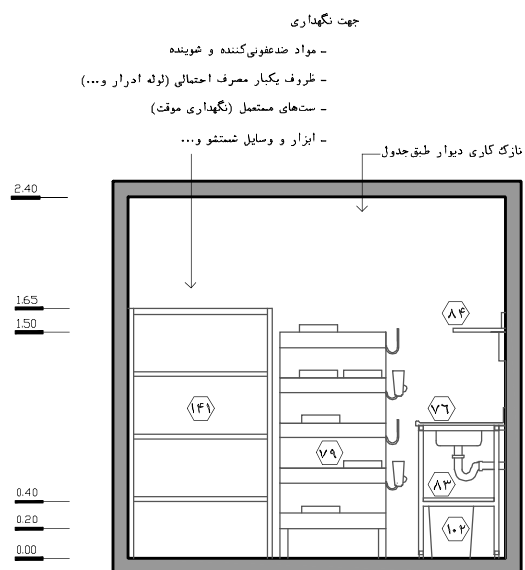 جهت نگهداری
- مواد ضدعفونی‌کننده و شوینده
- ظروف یکبار مصرف احتمالی (لوله ادرار و...)
- ست‌های مستعمل (نگهداری موقت)
- ابزار و وسایل شستشو و...
نازک کاری دیوار طبق‌جدول
2.40
1.65
1.50
۸۴
۱۴۱
۷۶
۷۹
۸۳
0.40
0.20
۱۰۲
0.00